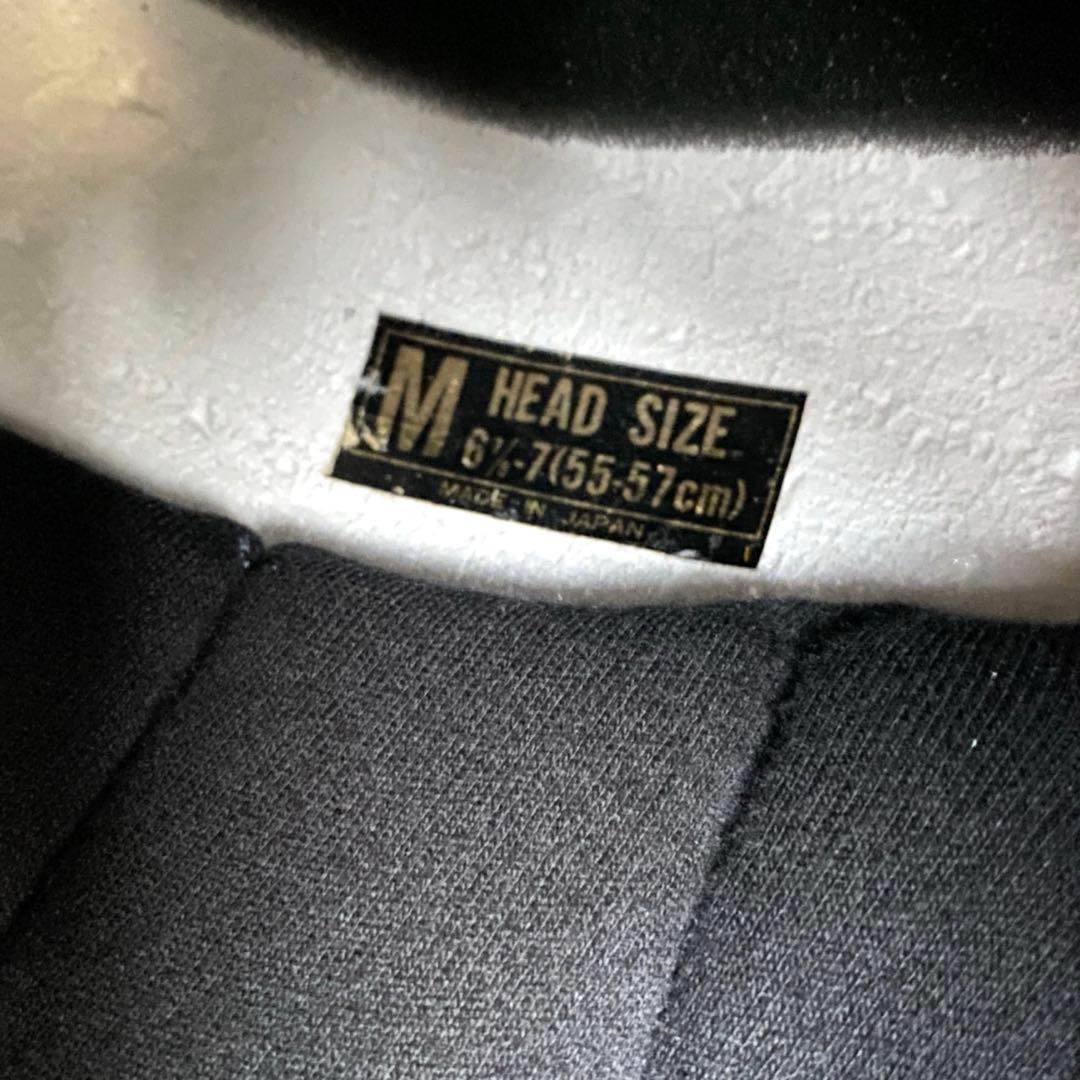 M HEAD SIZE
6⅞-7(55-57cm)
MADE IN JAPAN